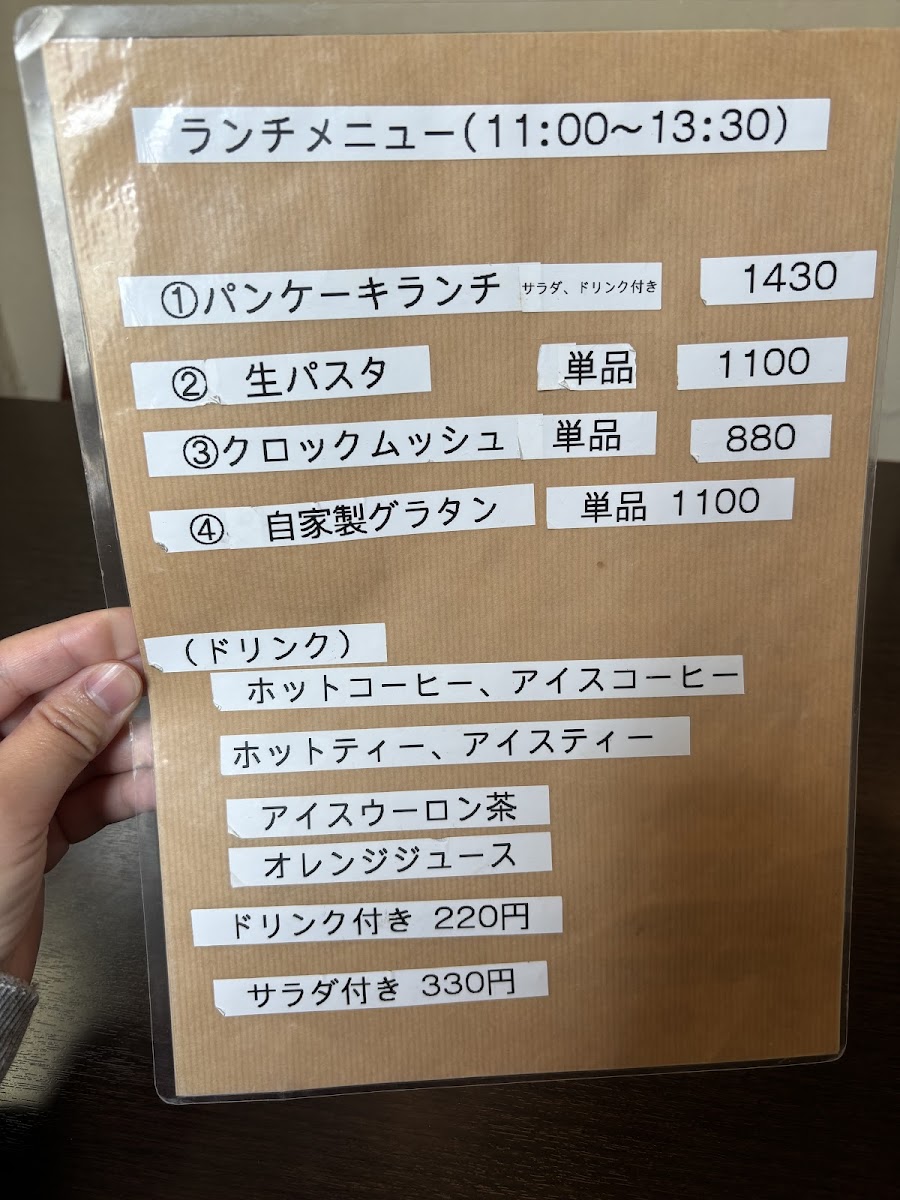 ランチメニュー(11:00～13:30)
①パンケーキランチ サラダ、ドリンク付き 1430
② 生パスタ 単品 1100
③クロックムッシュ 単品 880
④ 自家製グラタン 単品 1100
(ドリンク)
ホットコーヒー、アイスコーヒー
ホットティー、アイスティー
アイスウーロン茶
オレンジジュース
ドリンク付き 220円
サラダ付き 330円